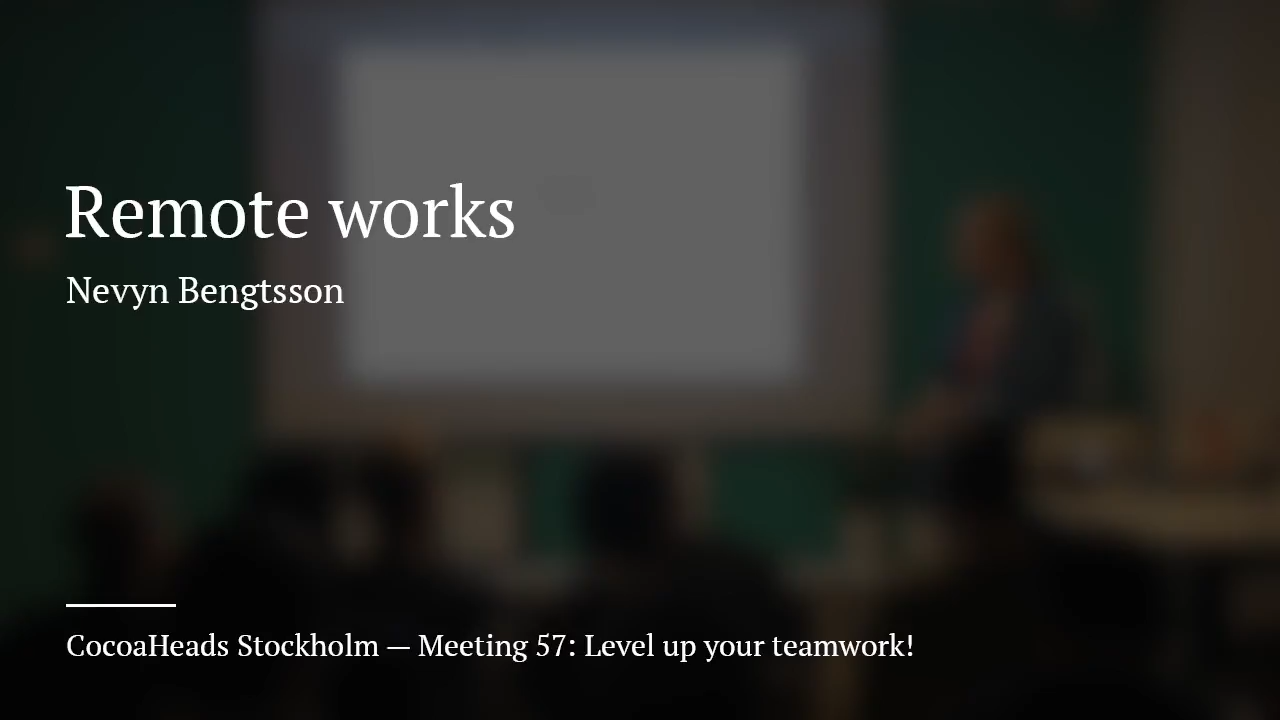 Remote works
Nevyn Bengtsson
CocoaHeads Stockholm — Meeting 57: Level up your teamwork!